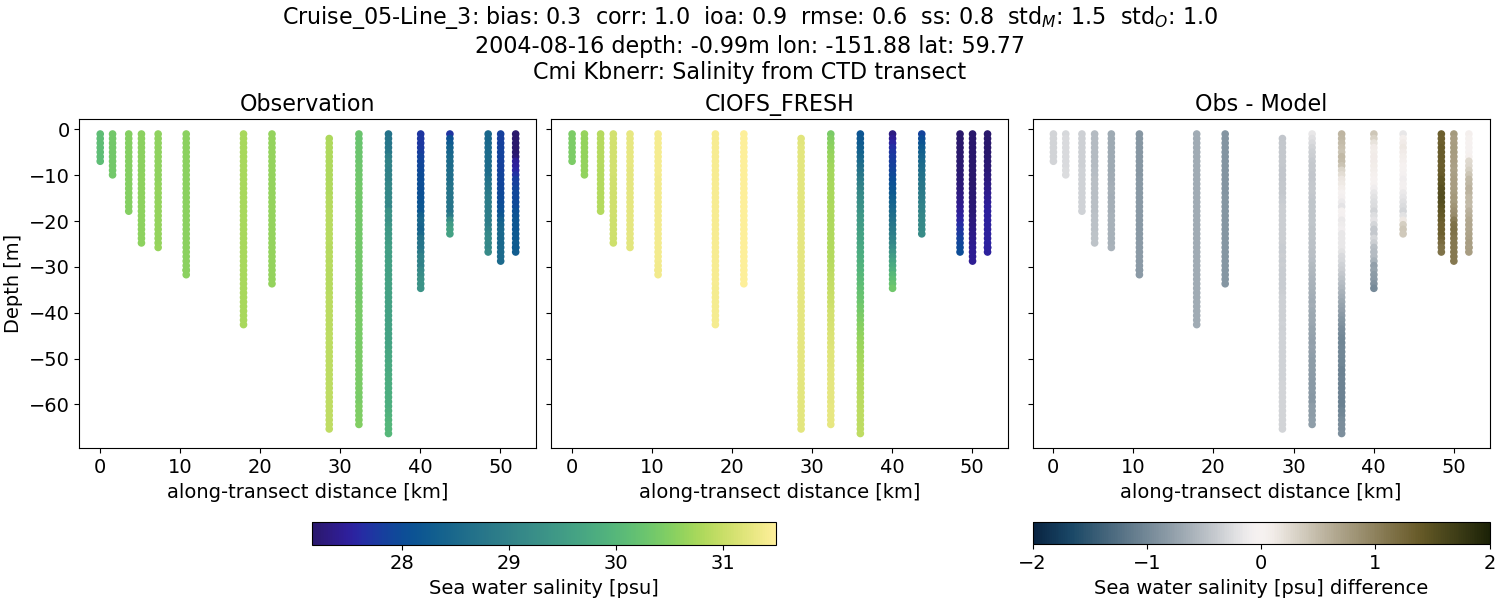 Cruise_05-Line_3: bias: 0.3 corr: 1.0 ioa: 0.9 rmse: 0.6 ss: 0.8 std_M: 1.5 std_O: 1.0
2004-08-16 depth: -0.99m lon: -151.88 lat: 59.77
Cmi Kbnerr: Salinity from CTD transect
Observation
CIOFS_FRESH
Obs - Model
Depth [m]
0
−10
−20
−30
−40
−50
−60
0 10 20 30 40 50
0 10 20 30 40 50
0 10 20 30 40 50
along-transect distance [km]
along-transect distance [km]
along-transect distance [km]
28 29 30 31
Sea water salinity [psu]
−2 −1 0 1 2
Sea water salinity [psu] difference